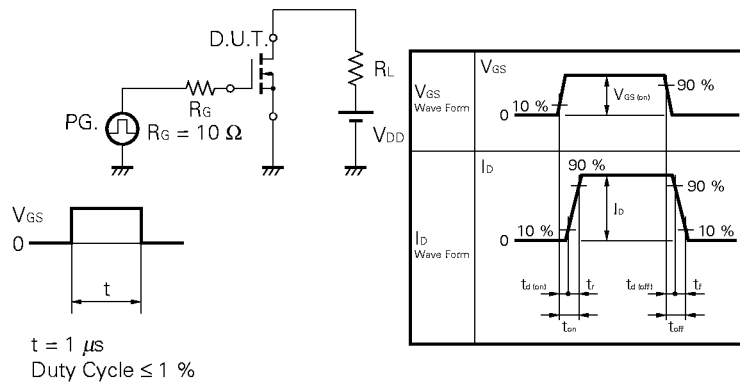 D.U.T.
RL
RG
PG.
RG = 10 Ω
VDD
VGS
0
t
t = 1 μs
Duty Cycle ≤ 1 %
VGS
Wave Form
VGS
90 %
VGS (on)
10 %
0
ID
Wave Form
ID
90 %
90 %
ID
10 %
10 %
0
td (on)
tr
td (off)
tf
ton
toff